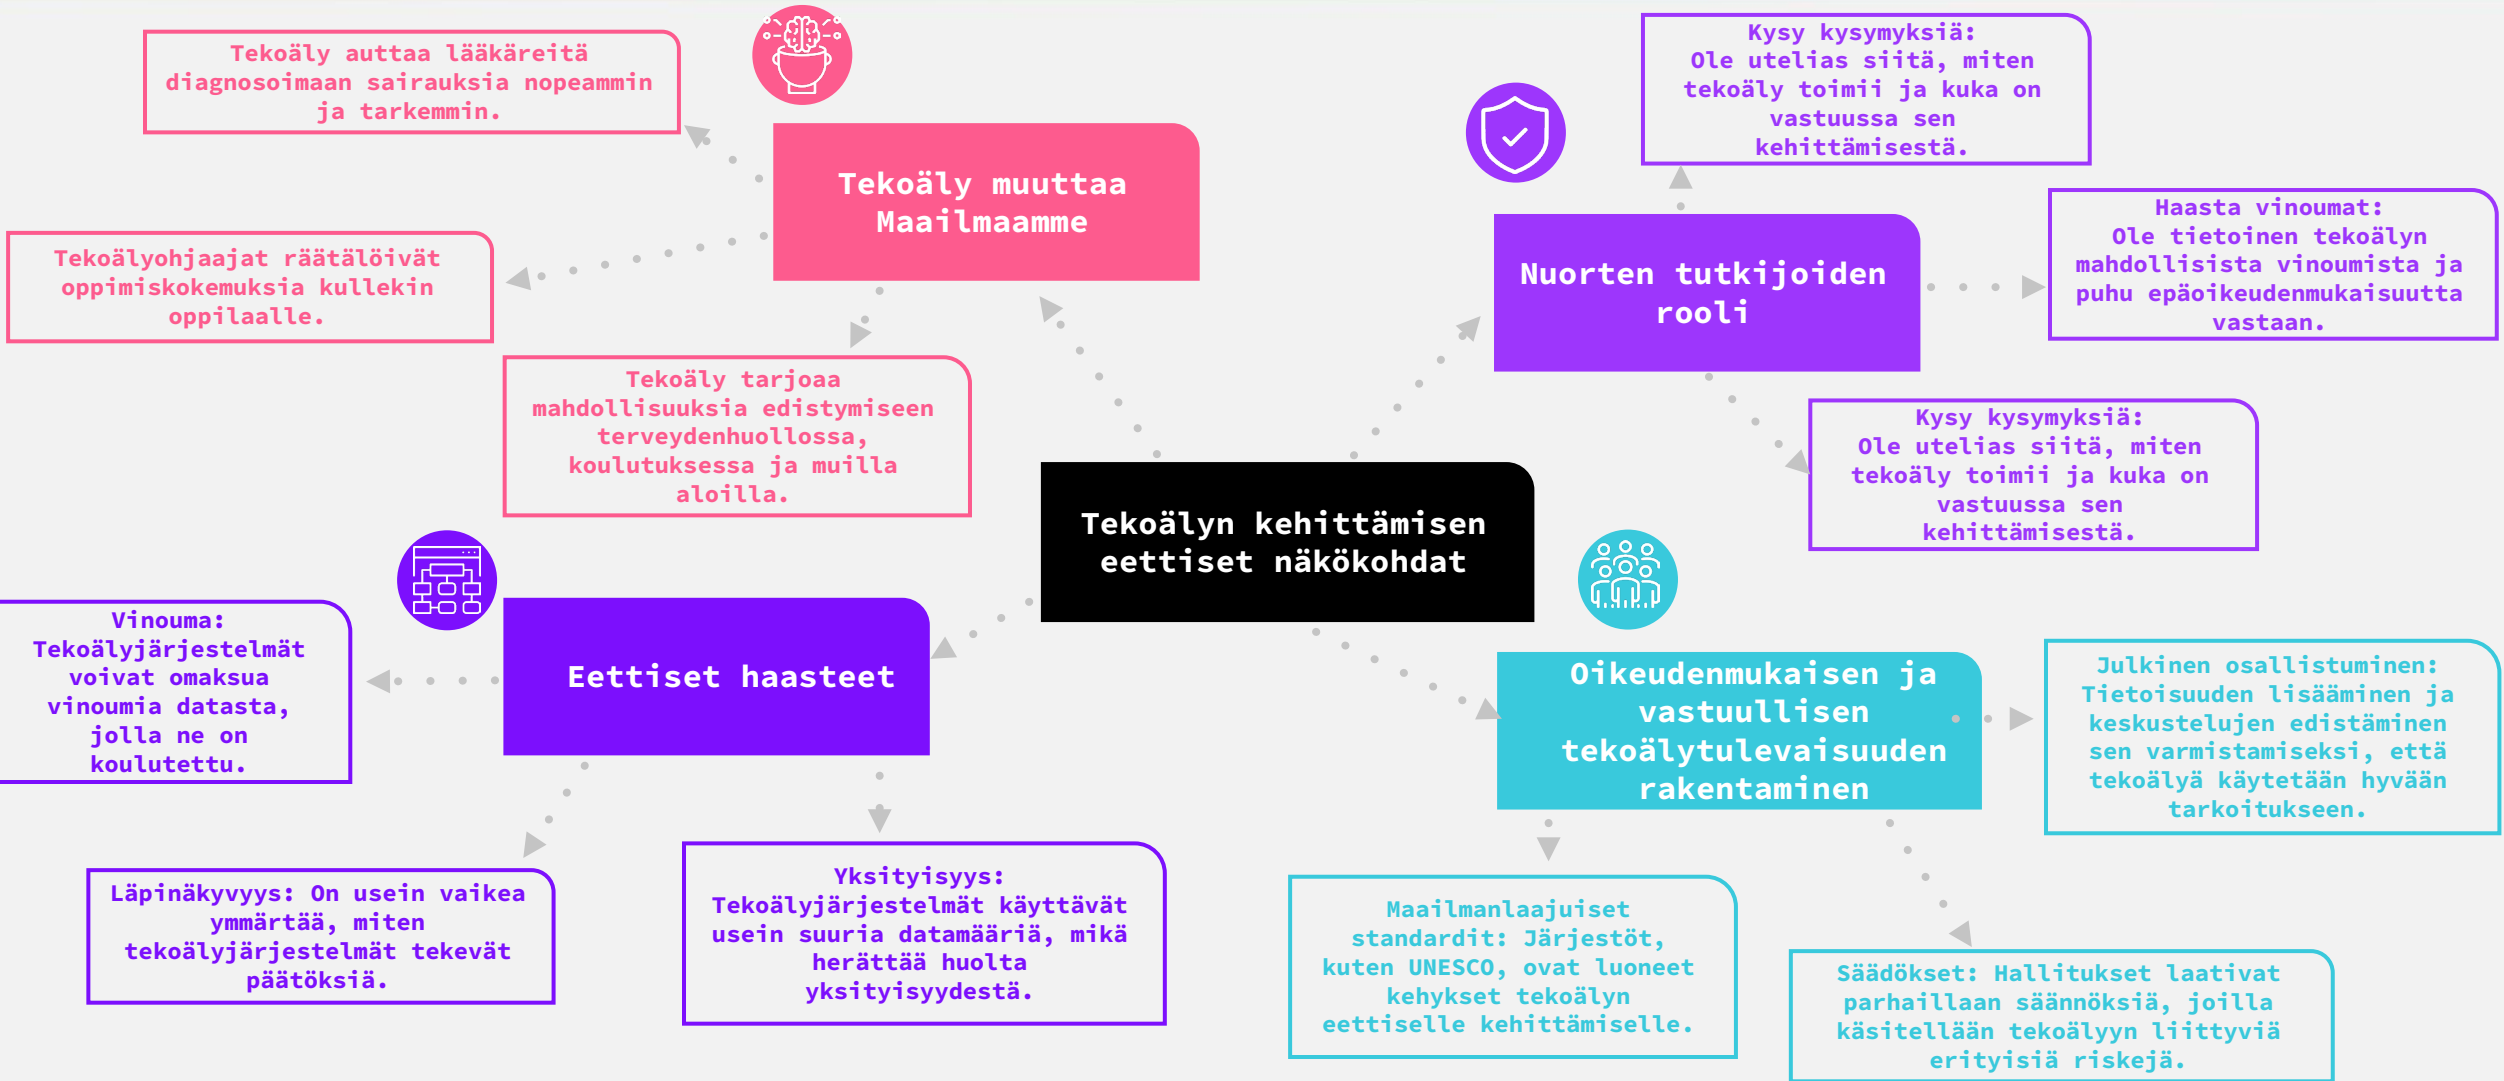 Tekoäly auttaa lääkäreitä
diagnosoimaan sairauksia nopeammin
ja tarkemmin.
Tekoäly muuttaa
Maailmaamme
Tekoälyohjaajat räätälöivät
oppimiskokemuksia kullekin
oppilaalle.
Tekoäly tarjoaa
mahdollisuuksia edistymiseen
terveydenhuollossa,
koulutuksessa ja muilla
aloilla.
Kysy kysymyksiä:
Ole utelias siitä, miten
tekoäly toimii ja kuka on
vastuussa sen
kehittämisestä.
Nuorten tutkijoiden
rooli
Haasta vinoumat:
Ole tietoinen tekoälyn
mahdollisista vinoumista ja
puhu epäoikeudenmukaisuutta
vastaan.
Kysy kysymyksiä:
Ole utelias siitä, miten
tekoäly toimii ja kuka on
vastuussa sen
kehittämisestä.
Tekoälyn kehittämisen
eettiset näkökohdat
Eettiset haasteet
Vinouma:
Tekoälyjärjestelmät
voivat omaksua
vinoumia datasta,
jolla ne on
koulutettu.
Läpinäkyvyys: On usein vaikea
ymmärtää, miten
tekoälyjärjestelmät tekevät
päätöksiä.
Yksityisyys:
Tekoälyjärjestelmät käyttävät
usein suuria datamääriä, mikä
herättää huolta
yksityisyydestä.
Oikeudenmukaisen ja
vastuullisen
tekoälytulevaisuuden
rakentaminen
Julkinen osallistuminen:
Tietoisuuden lisääminen ja
keskustelujen edistäminen
sen varmistamiseksi, että
tekoälyä käytetään hyvään
tarkoitukseen.
Maailmanlaajuiset
standardit: Järjestöt,
kuten UNESCO, ovat luoneet
kehykset tekoälyn
eettiselle kehittämiselle.
Säädökset: Hallitukset laativat
parhaillaan säännöksiä, joilla
käsitellään tekoälyyn liittyviä
erityisiä riskejä.